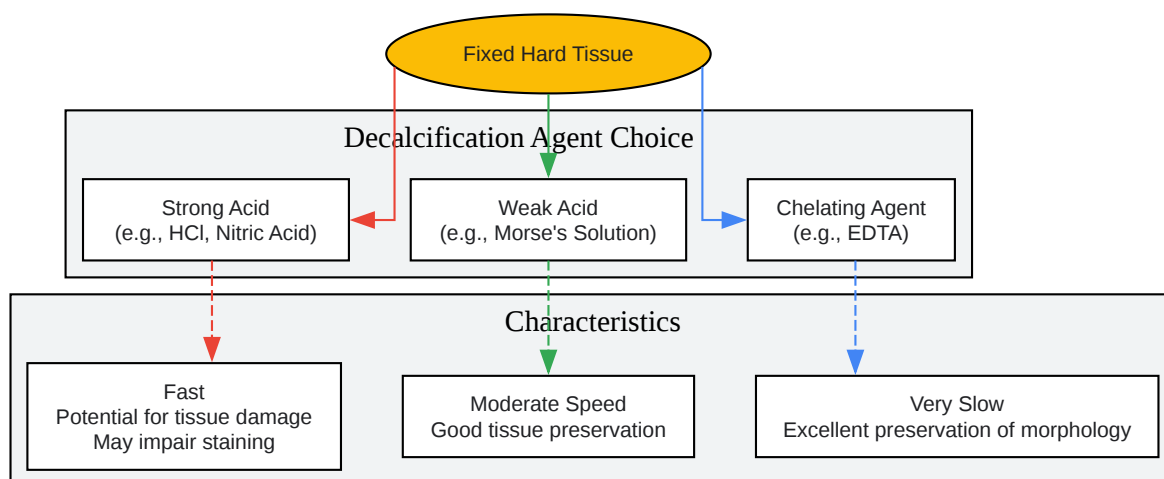 Fixed Hard Tissue
Decalcification Agent Choice
Strong Acid
(e.g., HCl, Nitric Acid)
Weak Acid
(e.g., Morse's Solution)
Chelating Agent
(e.g., EDTA)
Characteristics
Fast
Potential for tissue damage
May impair staining
Moderate Speed
Good tissue preservation
Very Slow
Excellent preservation of morphology